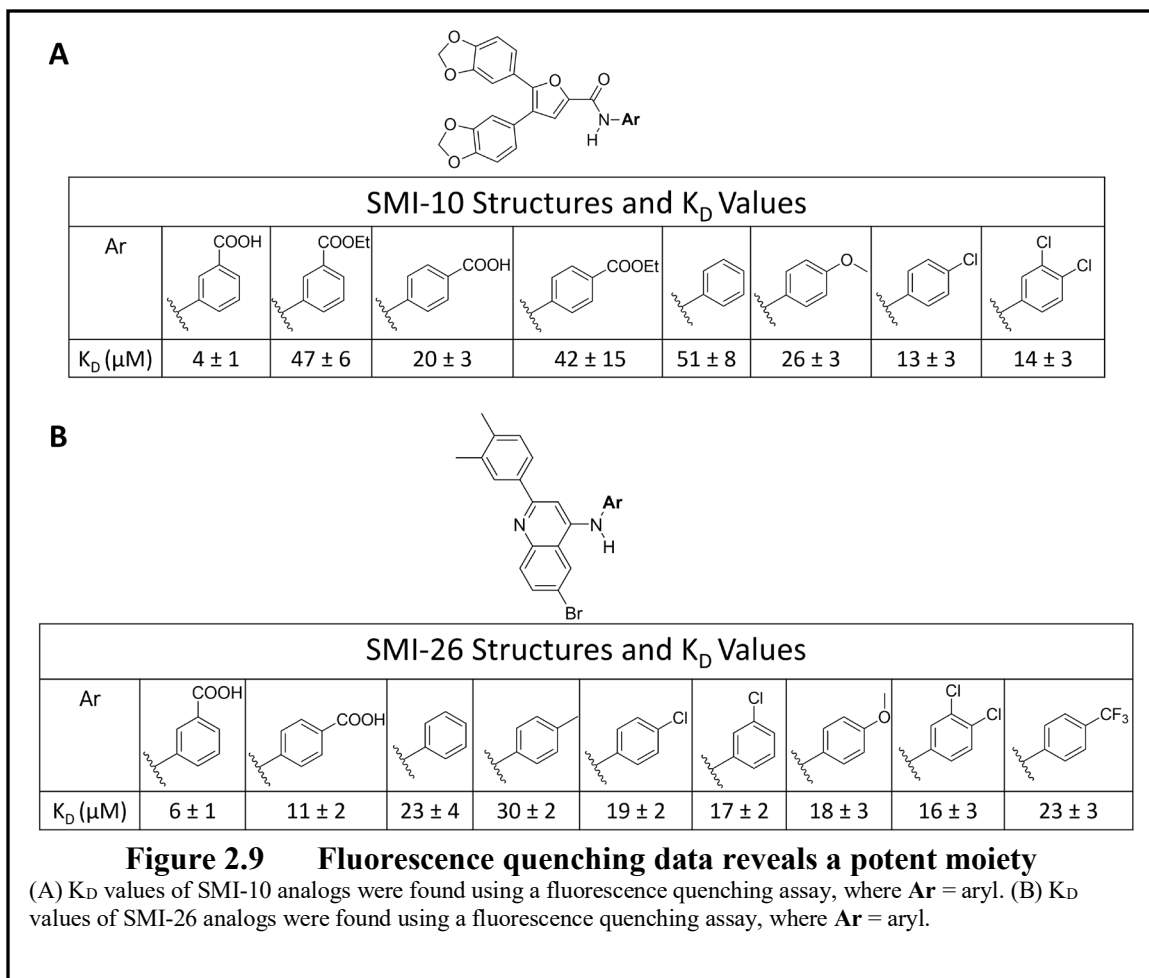 A
O
O
O
O
O
O
N
Ar
H
SMI-10 Structures and KD Values
Ar COOH COOEt COOH COOEt O Cl Cl Cl
KD (µM) 4 ± 1 47 ± 6 20 ± 3 42 ± 15 51 ± 8 26 ± 3 13 ± 3 14 ± 3
B
Ar
N N
H
Br
SMI-26 Structures and KD Values
Ar COOH COOH Cl Cl O Cl Cl CF3
KD (µM) 6 ± 1 11 ± 2 23 ± 4 30 ± 2 19 ± 2 17 ± 2 18 ± 3 16 ± 3 23 ± 3
Figure 2.9 Fluorescence quenching data reveals a potent moiety
(A) KD values of SMI-10 analogs were found using a fluorescence quenching assay, where Ar = aryl. (B) KD
values of SMI-26 analogs were found using a fluorescence quenching assay, where Ar = aryl.